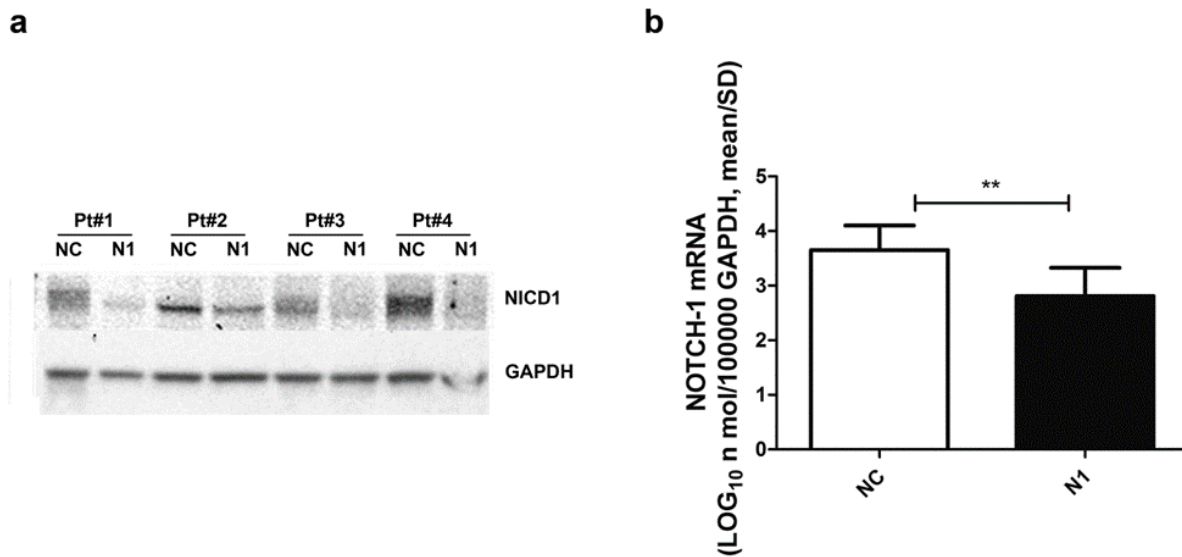 a
Pt#1 Pt#2 Pt#3 Pt#4
NC N1 NC N1 NC N1 NC N1
NICD1
GAPDH
b
NOTCH-1 mRNA
(LOG₁₀ n mol/100000 GAPDH, mean/SD)
**
5
4
3
2
1
0
NC
N1